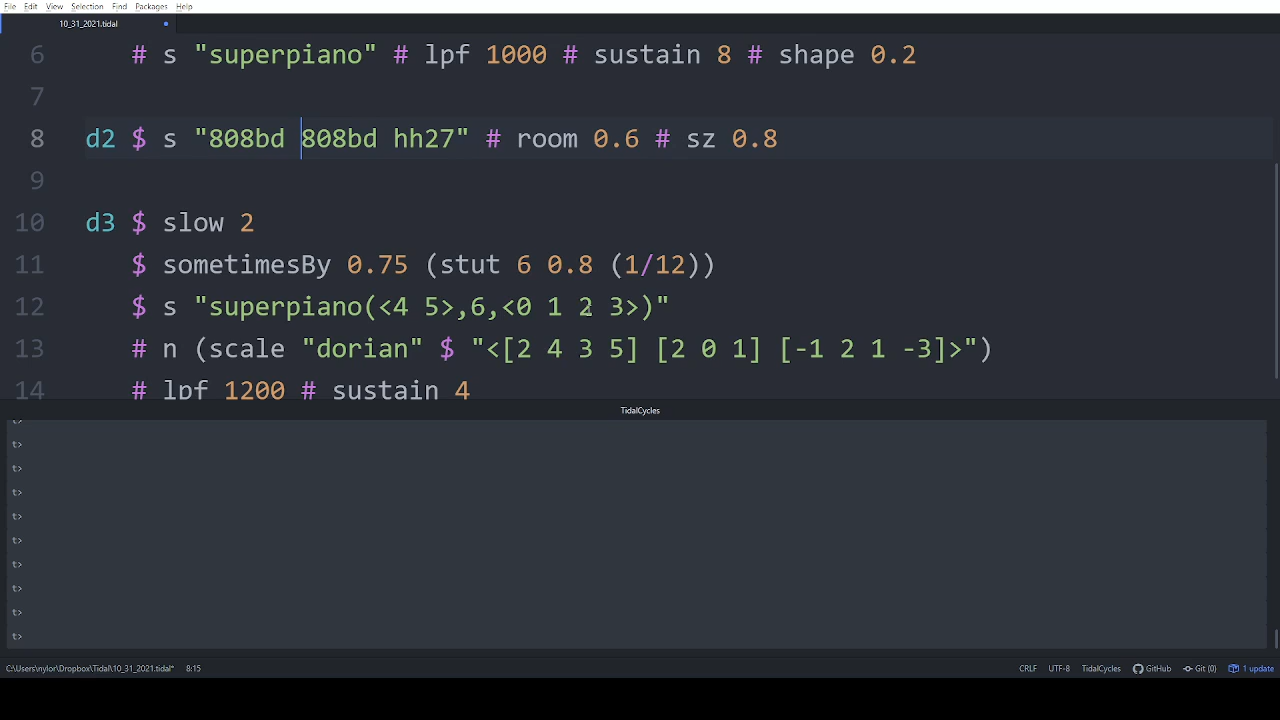 File Edit View Selection Find Packages Help
10_31_2021.tidal
6 # s "superpiano" # lpf 1000 # sustain 8 # shape 0.2
7
8 d2 $ s "808bd 808bd hh27" # room 0.6 # sz 0.8
9
10 d3 $ slow 2
11 $ sometimesBy 0.75 (stut 6 0.8 (1/12))
12 $ s "superpiano(<4 5>,6,<0 1 2 3>)"
13 # n (scale "dorian" $ "<[2 4 3 5] [2 0 1] [-1 2 1 -3]>")
14 # lpf 1200 # sustain 4
TidalCycles
t>
t>
t>
t>
t>
t>
t>
t>
t>
t>
C:\Users\nylor\Dropbox\Tidal\10_31_2021.tidal* 8:15 CRLF UTF-8 TidalCycles GitHub Git (0) 1 update